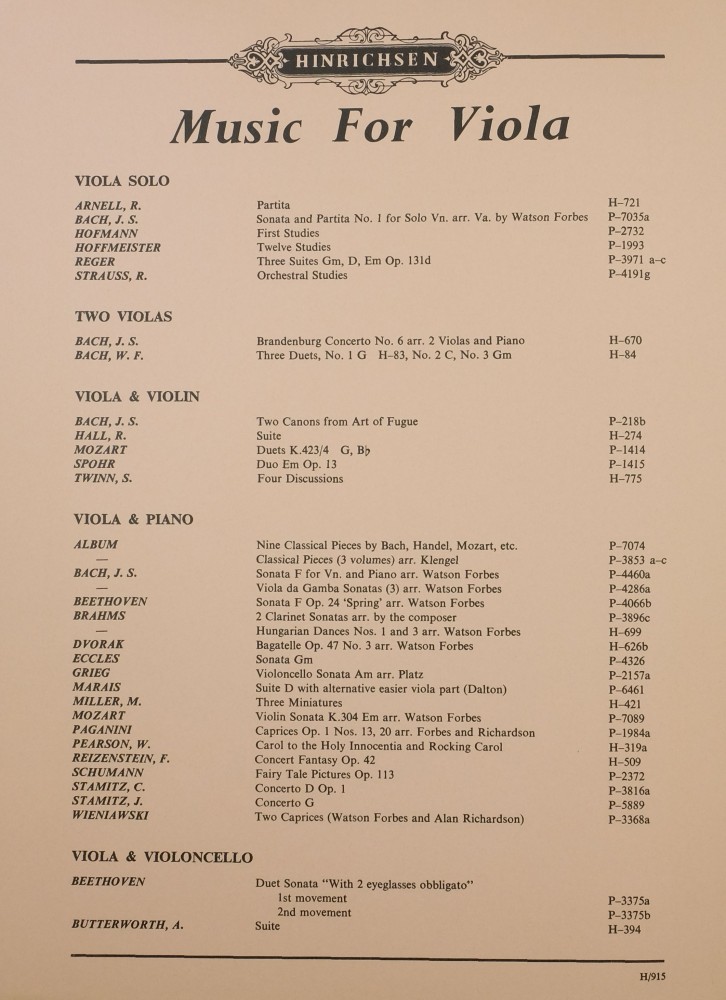 HINRICHSEN
Music For Viola
VIOLA SOLO
ARNELL, R. Partita H–721
BACH, J. S. Sonata and Partita No. 1 for Solo Vn. arr. Va. by Watson Forbes P–7035a
HOFMANN First Studies P–2732
HOFFMEISTER Twelve Studies P–1993
REGER Three Suites Gm, D, Em Op. 131d P–3971 a–c
STRAUSS, R. Orchestral Studies P–4191g
TWO VIOLAS
BACH, J. S. Brandenburg Concerto No. 6 arr. 2 Violas and Piano H–670
BACH, W. F. Three Duets, No. 1 G H–83, No. 2 C, No. 3 Gm H–84
VIOLA & VIOLIN
BACH, J. S. Two Canons from Art of Fugue P–218b
HALL, R. Suite H–274
MOZART Duets K.423/4 G, B♭ P–1414
SPOHR Duo Em Op. 13 P–1415
TWINN, S. Four Discussions H–775
VIOLA & PIANO
ALBUM Nine Classical Pieces by Bach, Handel, Mozart, etc. P–7074
— Classical Pieces (3 volumes) arr. Klengel P–3853 a–c
BACH, J. S. Sonata F for Vn. and Piano arr. Watson Forbes P–4460a
— Viola da Gamba Sonatas (3) arr. Watson Forbes P–4286a
BEETHOVEN Sonata F Op. 24 ‘Spring’ arr. Watson Forbes P–4066b
BRAHMS 2 Clarinet Sonatas arr. by the composer P–3896c
— Hungarian Dances Nos. 1 and 3 arr. Watson Forbes H–699
DVORAK Bagatelle Op. 47 No. 3 arr. Watson Forbes H–626b
ECCLES Sonata Gm P–4326
GRIEG Violoncello Sonata Am arr. Platz P–2157a
MARAIS Suite D with alternative easier viola part (Dalton) P–6461
MILLER, M. Three Miniatures H–421
MOZART Violin Sonata K.304 Em arr. Watson Forbes P–7089
PAGANINI Caprices Op. 1 Nos. 13, 20 arr. Forbes and Richardson P–1984a
PEARSON, W. Carol to the Holy Innocentia and Rocking Carol H–319a
REIZENSTEIN, F. Concert Fantasy Op. 42 H–509
SCHUMANN Fairy Tale Pictures Op. 113 P–2372
STAMITZ, C. Concerto D Op. 1 P–3816a
STAMITZ, J. Concerto G P–5889
WIENIAWSKI Two Caprices (Watson Forbes and Alan Richardson) P–3368a
VIOLA & VIOLONCELLO
BEETHOVEN Duet Sonata “With 2 eyeglasses obbligato”
1st movement P–3375a
2nd movement P–3375b
BUTTERWORTH, A. Suite H–394
H/915